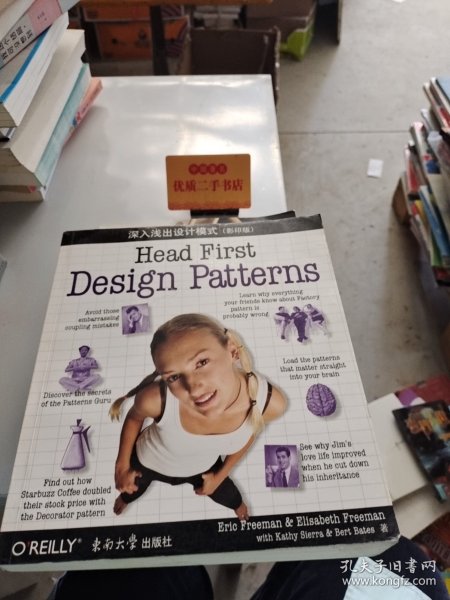 中国書店
优质二手书店
深入浅出设计模式（影印版）
Head First
Design Patterns
Avoid those
embarrassing
coupling mistakes
Learn why everything
your friends know about Factory
pattern is
probably wrong
Discover the secrets
of the Patterns Guru
Load the patterns
that matter straight
into your brain
Find out how
Starbuzz Coffee doubled
their stock price with
the Decorator pattern
See why Jim's
love life improved
when he cut down
his inheritance
Eric Freeman & Elisabeth Freeman
with Kathy Sierra & Bert Bates 著
O'REILLY®
东南大学出版社
孔夫子旧书网
www.kongfz.com